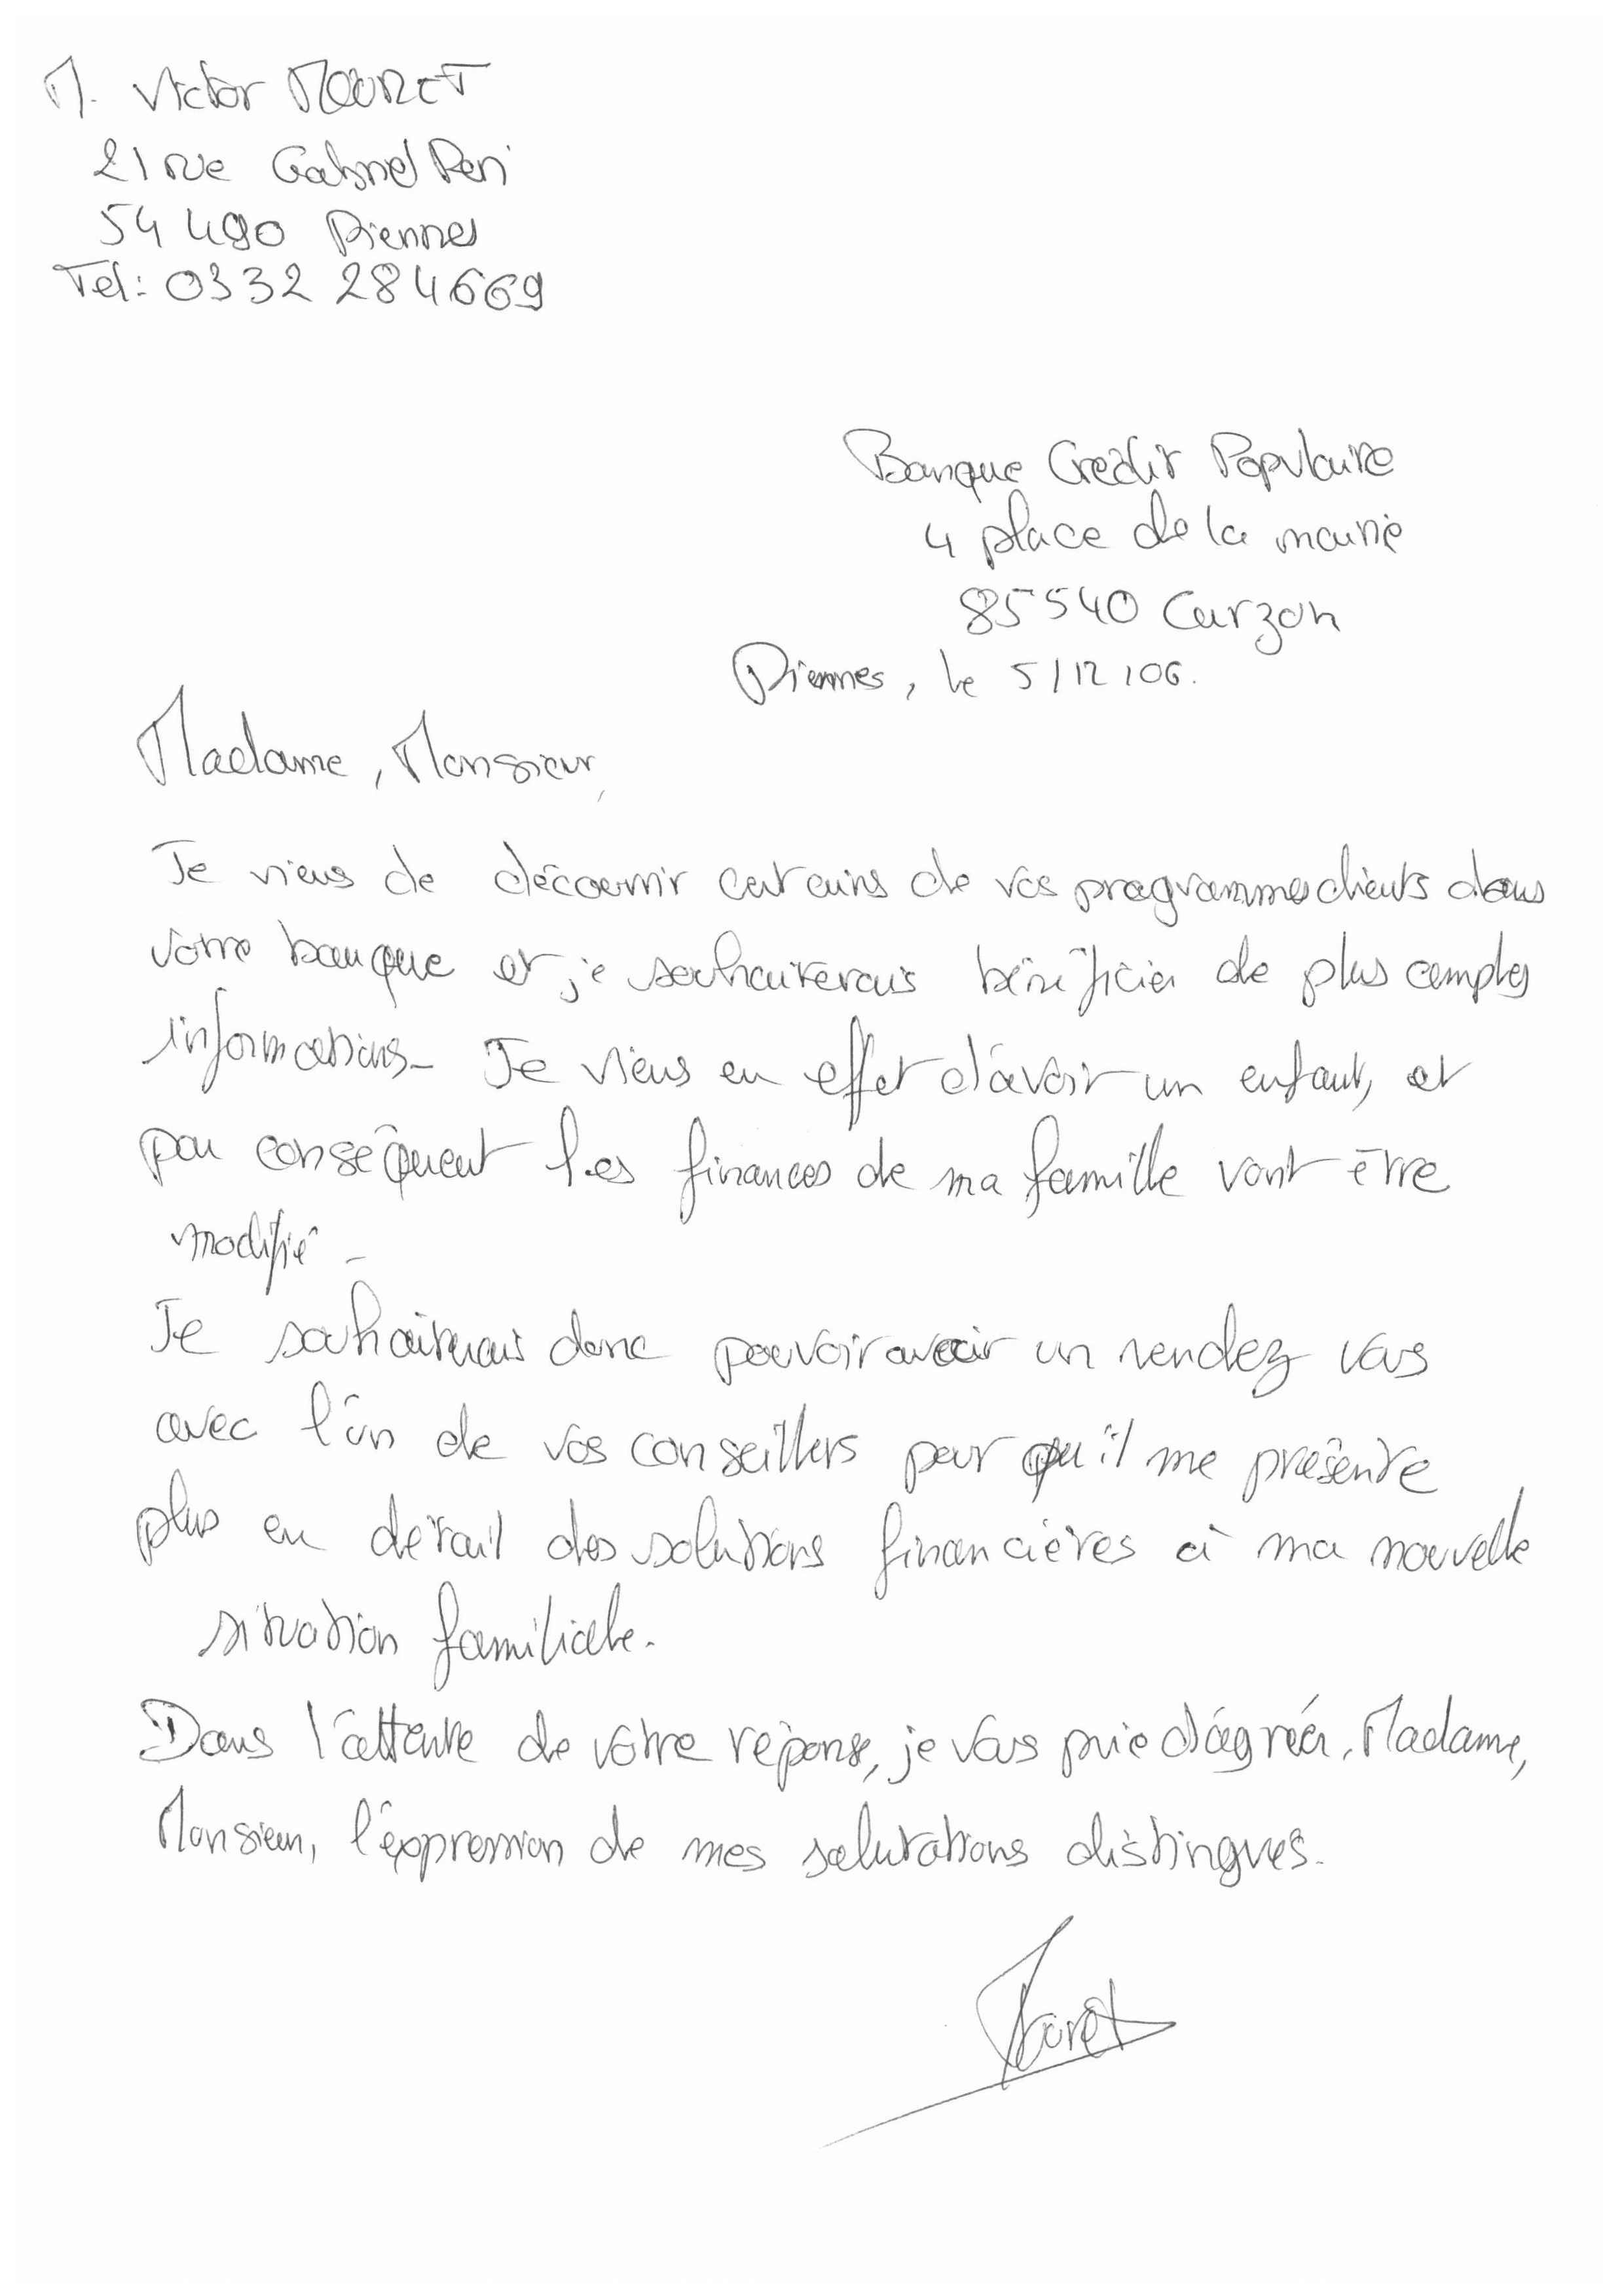 M. Victor MOURET
21 rue Gabriel Peri
54 490 Piennes
Tel: 0332 284669
Banque Crédit Populaire
4 place de la mairie
85540 Curzon
Piennes, le 5/12/06.
Madame, Monsieur,
Je viens de découvrir certains de vos programmes clients dans
votre banque et je souhaiterais bénéficier de plus amples
informations. Je viens en effet d'avoir un enfant, et
par conséquent les finances de ma famille vont être
modifié.
Je souhaiterais donc pouvoir avoir un rendez vous
avec l'un de vos conseillers pour qu'il me présente
plus en détail des solutions financières à ma nouvelle
situation familiale.
Dans l'attente de votre réponse, je vous prie d'agréer, Madame,
Monsieur, l'expression de mes salutations distingués.
Mouret